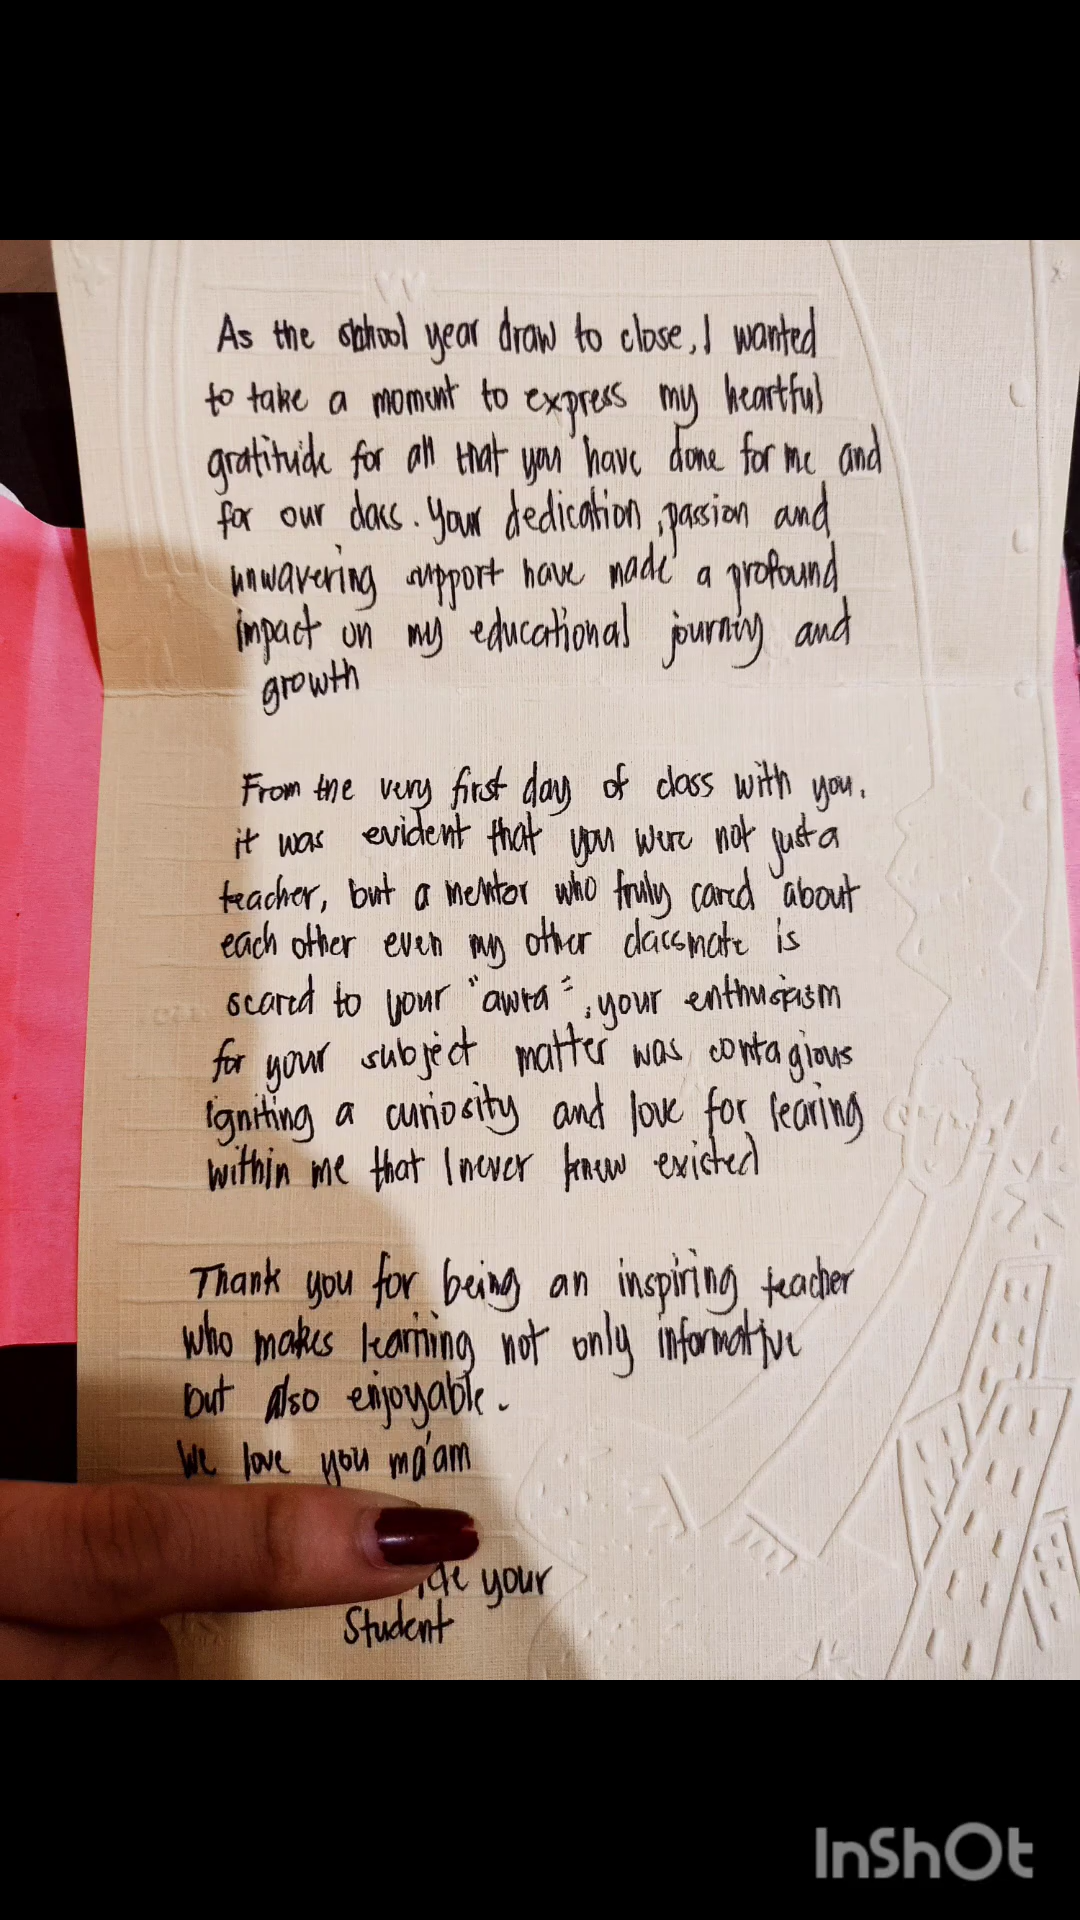 As the school year draw to close, I wanted
to take a moment to express my heartful
gratitude for all that you have done for me and
for our class. Your dedication, passion and
unwavering support have made a profound
impact on my educational journey and
growth
From the very first day of class with you,
it was evident that you were not just a
teacher, but a mentor who truly cared about
each other even my other classmate is
scared to your "awra", your enthusiasm
for your subject matter was contagious
igniting a curiosity and love for learing
within me that I never knew existed
Thank you for being an inspiring teacher
who makes learning not only informative
but also enjoyable.
We love you ma'am
your
Student
InShOt